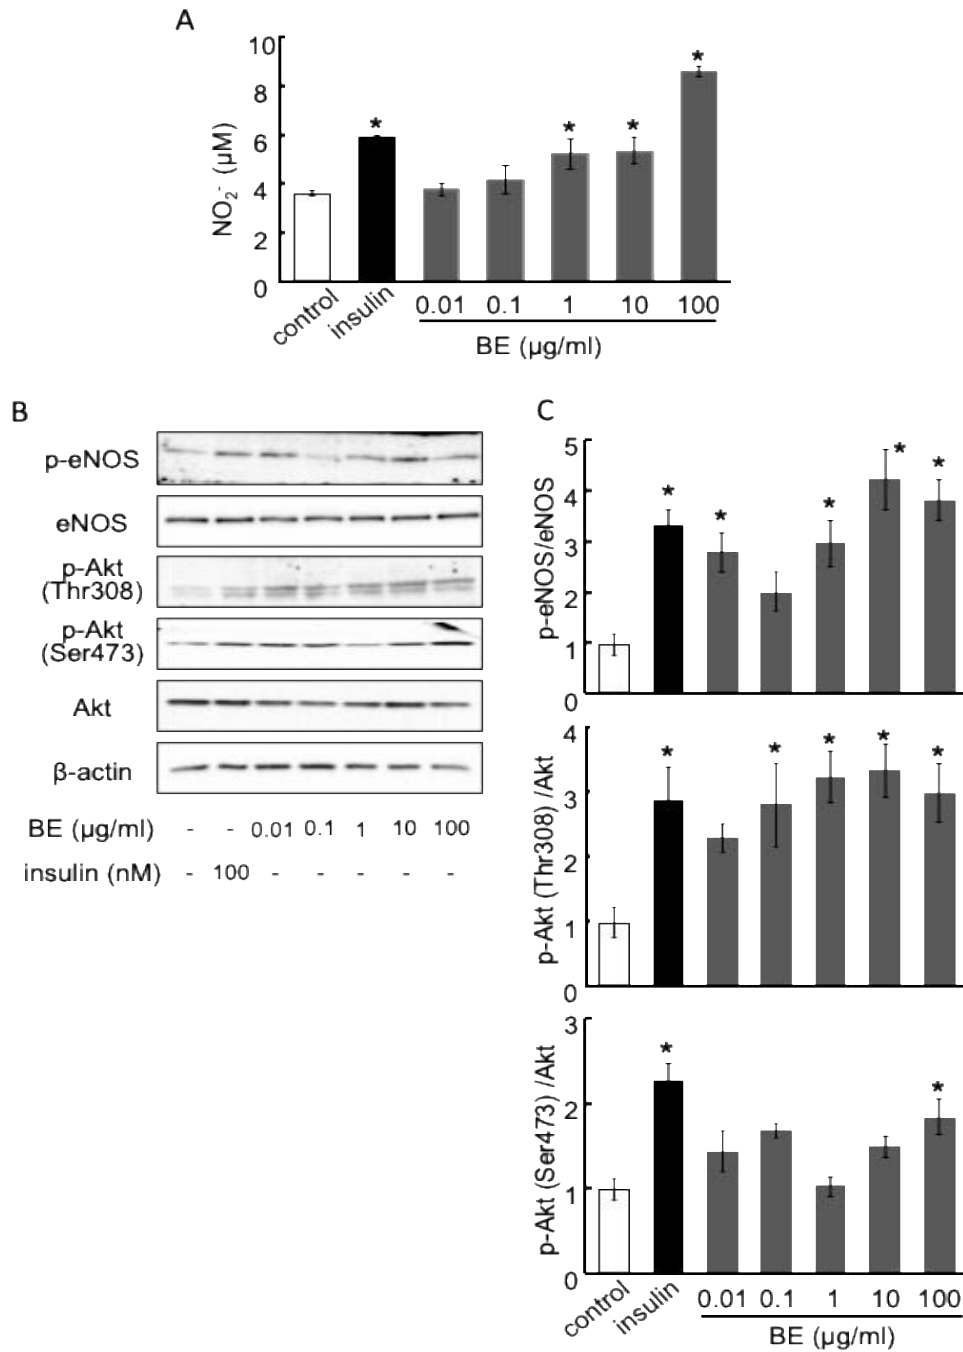 A
10
8
6
4
2
0
NO₂⁻ (µM)
*
*
*
*
control
insulin
0.01 0.1 1 10 100
BE (µg/ml)
B
p-eNOS
eNOS
p-Akt
(Thr308)
p-Akt
(Ser473)
Akt
β-actin
BE (µg/ml) - - 0.01 0.1 1 10 100
insulin (nM) - 100 - - - - -
C
5
4
3
2
1
0
p-eNOS/eNOS
*
*
*
*
*
4
3
2
1
0
p-Akt (Thr308) /Akt
*
*
*
*
*
3
2
1
0
p-Akt (Ser473) /Akt
*
*
control
insulin
0.01 0.1 1 10 100
BE (µg/ml)